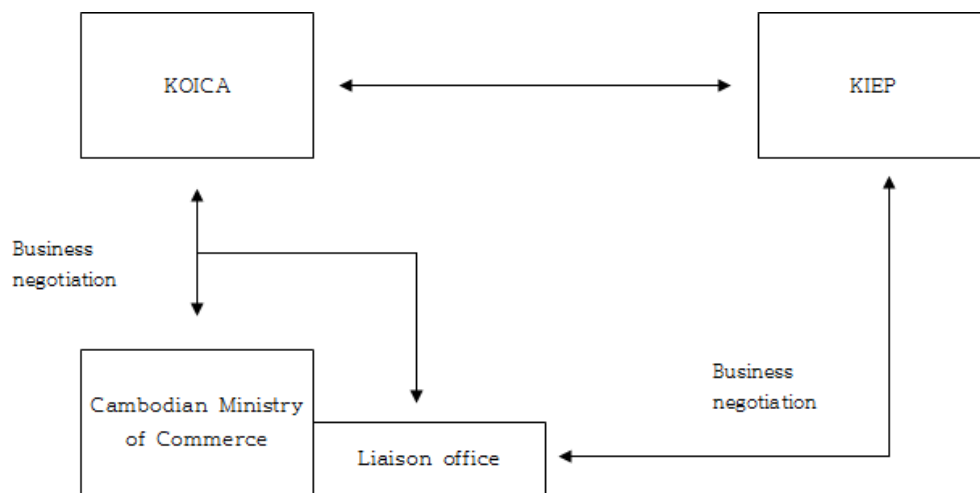 KOICA
KIEP
Business
negotiation
Cambodian Ministry
of Commerce
Liaison office
Business
negotiation